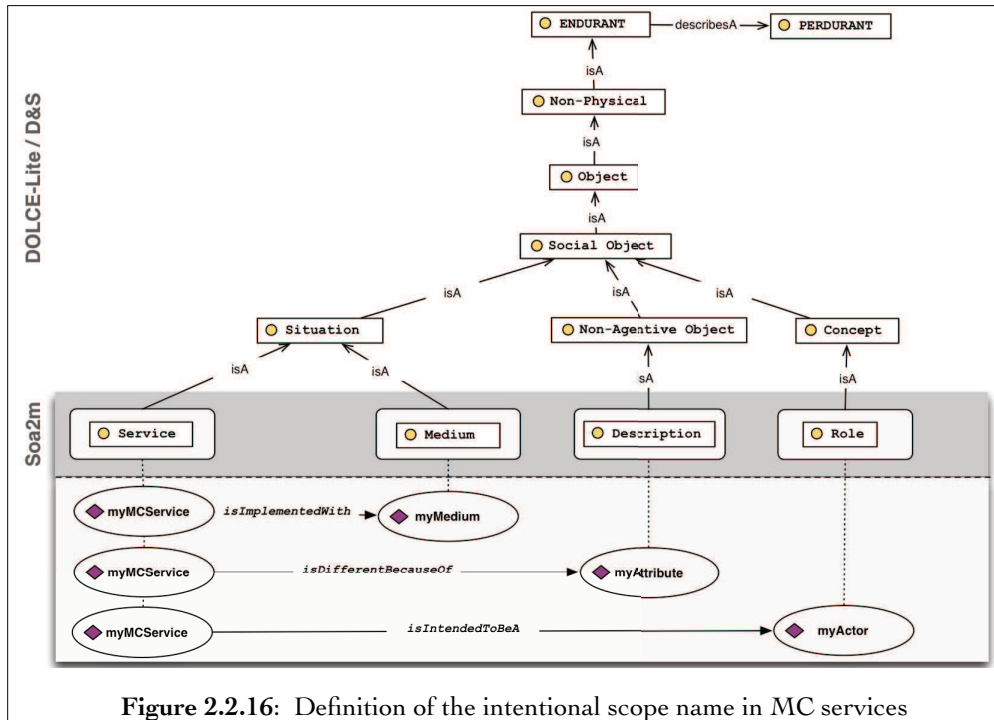 ENDURANT
describesA
PERDURANT
isA
Non-Physical
isA
Object
isA
Social Object
isA
isA
isA
Situation
Non-Agentive Object
Concept
isA
isA
sA
isA
DOLCE-Lite / D&S
Soa2m
Service
Medium
Description
Role
myMCService
isImplementedWith
myMedium
myMCService
isDifferentBecauseOf
myAttribute
myMCService
isIntendedToBeA
myActor
Figure 2.2.16: Definition of the intentional scope name in MC services